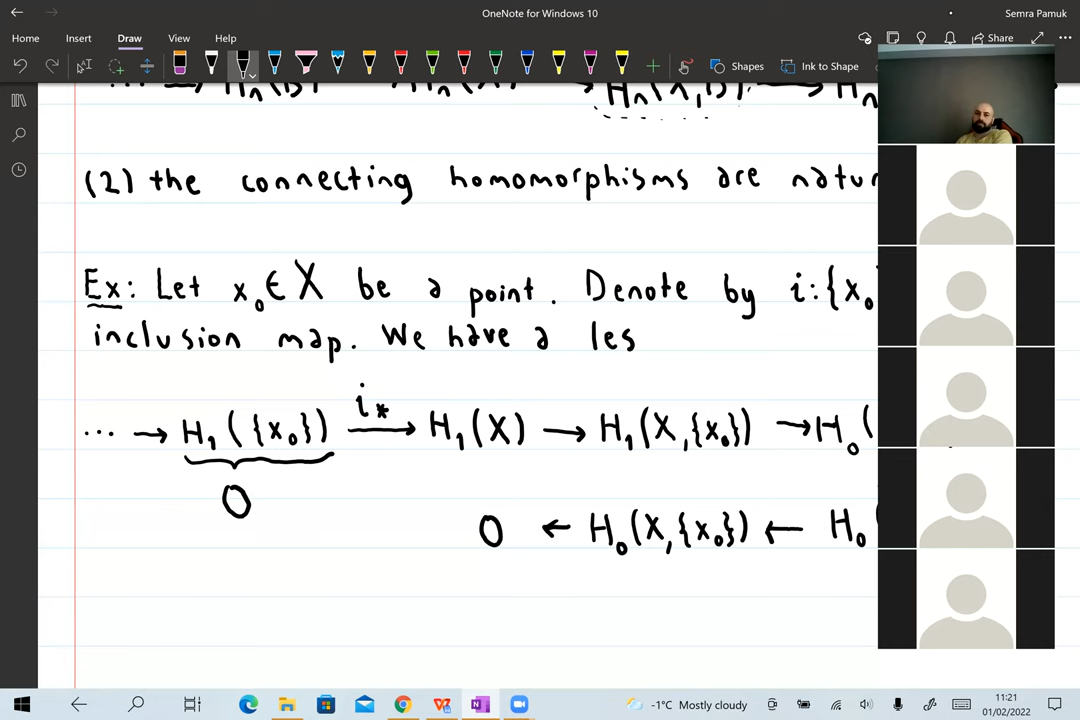 OneNote for Windows 10
Semra Pamuk
Home Insert Draw View Help
Share
Shapes Ink to Shape
(2) the connecting homomorphisms are natur
Ex: Let x₀ ∈ X be a point. Denote by i:{x₀
inclusion map. We have a les
... → H₁({x₀}) i* → H₁(X) → H₁(X,{x₀}) → H₀(
0
0 ← H₀(X,{x₀}) ← H₀(
-1°C Mostly cloudy
11:21
01/02/2022